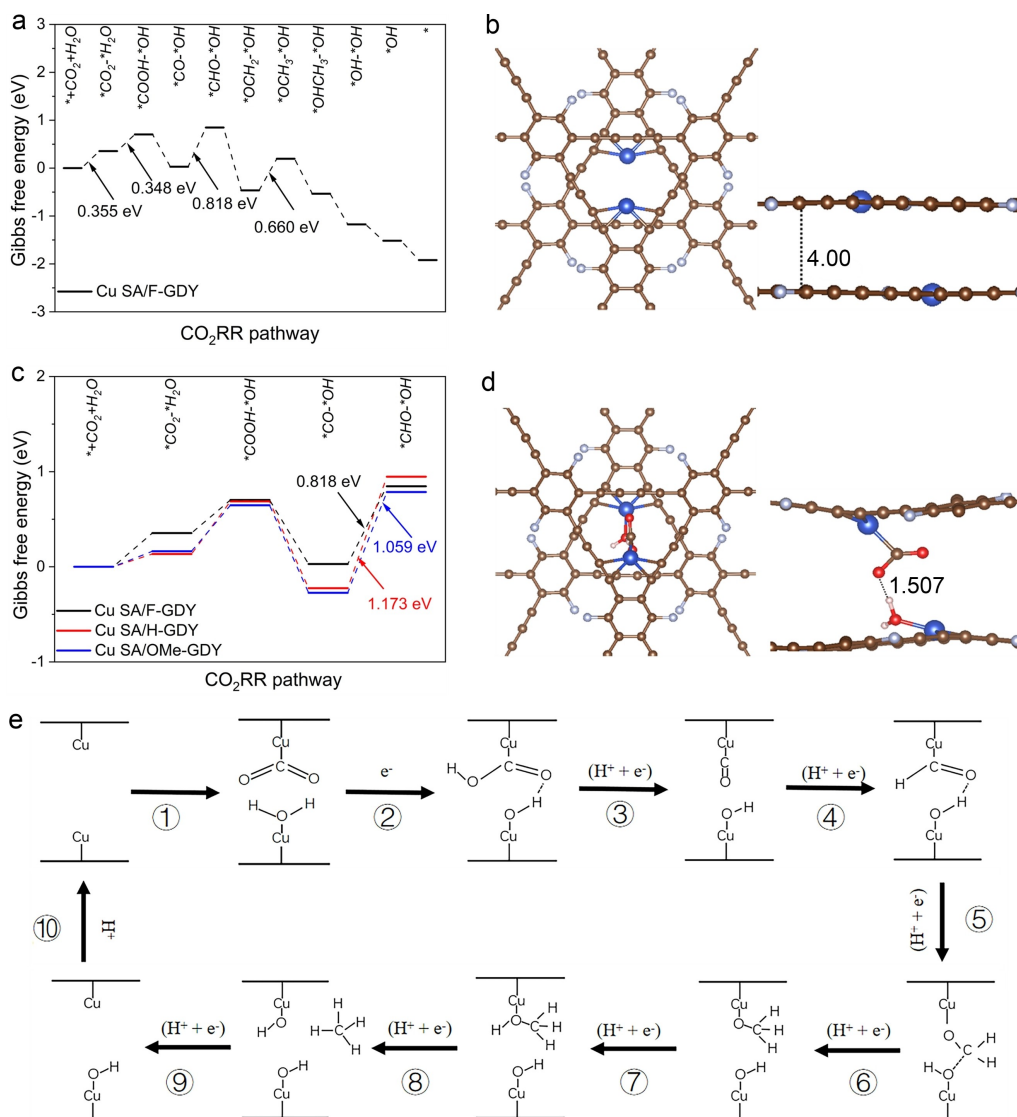 a
3
2
1
0
-1
-2
-3
Gibbs free energy (eV)
*+CO₂+H₂O
*CO₂-*H₂O
*COOH-*OH
*CO-*OH
*CHO-*OH
*OCH₂-*OH
*OCH₃-*OH
*OHCH₃-*OH
*OH-*OH
*OH
*
0.355 eV
0.348 eV
0.818 eV
0.660 eV
Cu SA/F-GDY
CO₂RR pathway
b
4.00
c
2
1
0
-1
Gibbs free energy (eV)
*+CO₂+H₂O
*CO₂-*H₂O
*COOH-*OH
*CO-*OH
*CHO-*OH
0.818 eV
1.059 eV
1.173 eV
Cu SA/F-GDY
Cu SA/H-GDY
Cu SA/OMe-GDY
CO₂RR pathway
d
1.507
e
Cu
Cu
①
Cu
C
O O
H H
O
Cu
e⁻
②
Cu
H O C O
H
O
Cu
(H⁺ + e⁻)
③
Cu
C
O
O H
Cu
(H⁺ + e⁻)
④
Cu
H C O
H
O
Cu
(H⁺ + e⁻)
⑤
Cu
O
C H
H
H O
Cu
(H⁺ + e⁻)
⑥
Cu
O C H
H
H
O H
Cu
(H⁺ + e⁻)
⑦
Cu
H O C H
H
H
O H
Cu
(H⁺ + e⁻)
⑧
Cu
H O
H C H
H
H
O H
Cu
(H⁺ + e⁻)
⑨
Cu
O H
Cu
H⁺
⑩